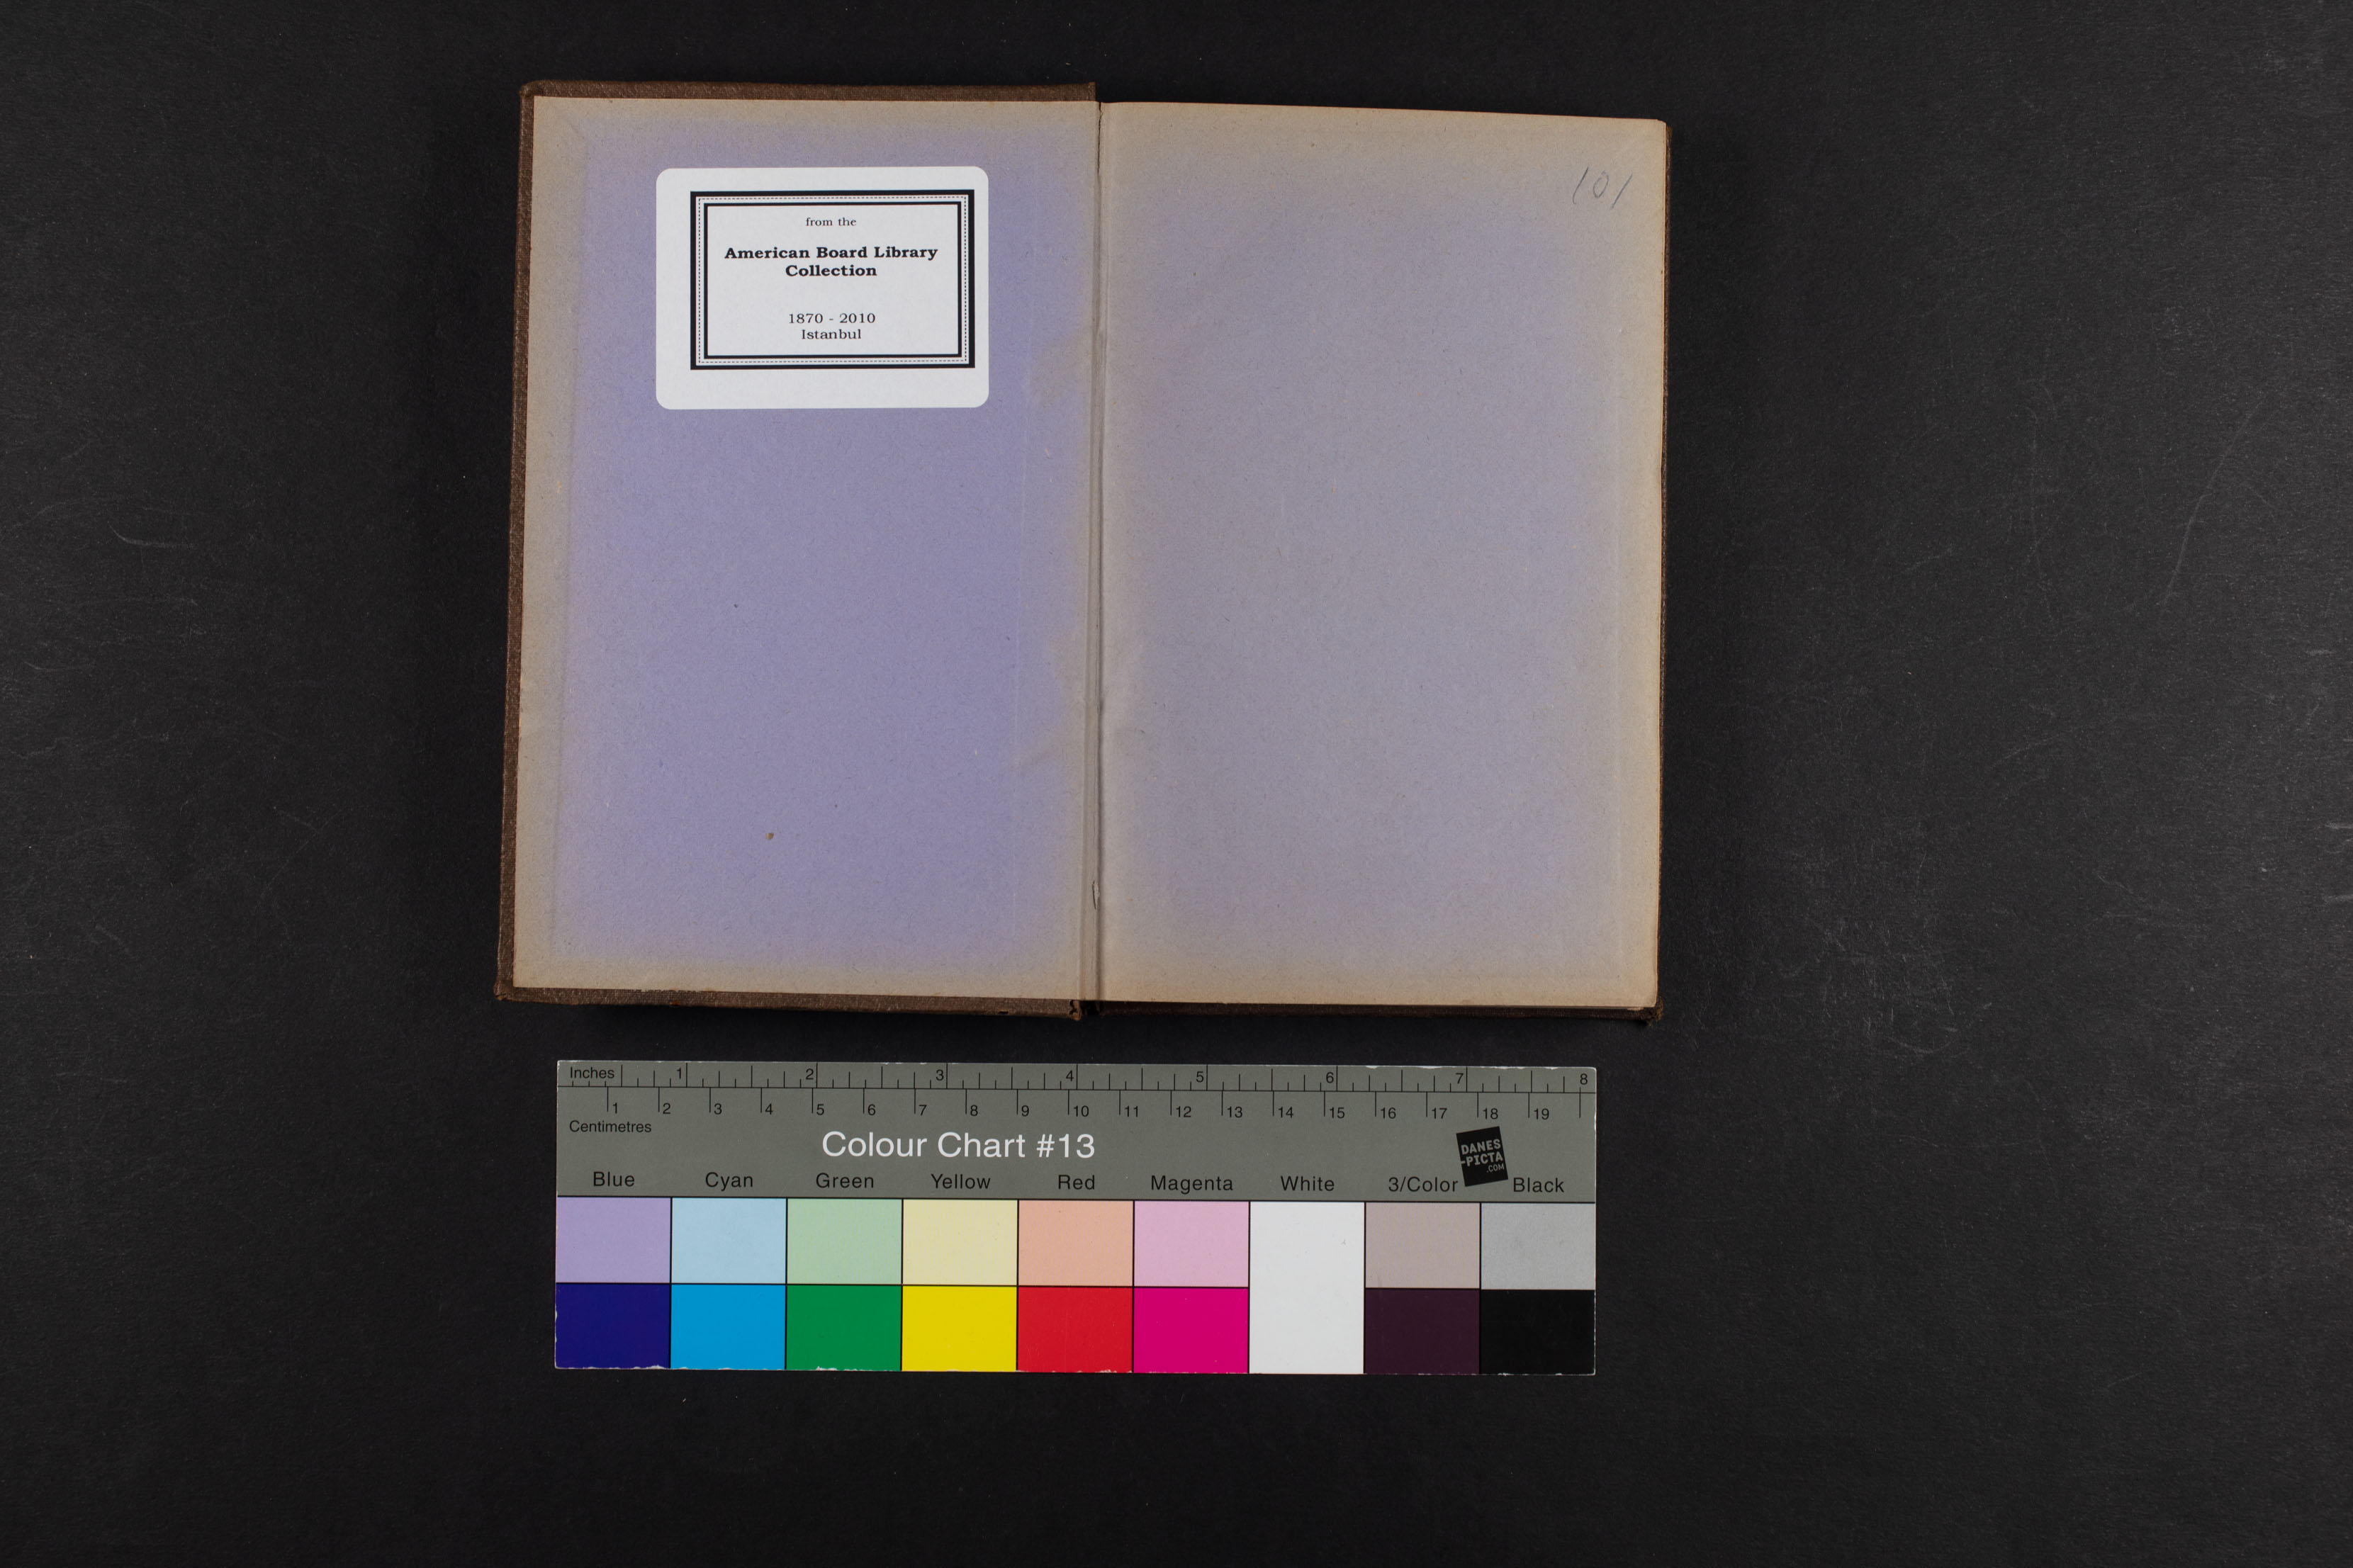 from the
American Board Library
Collection
1870 - 2010
Istanbul
101
Inches 1 2 3 4 5 6 7 8
1 2 3 4 5 6 7 8 9 10 11 12 13 14 15 16 17 18 19
Centimetres
Colour Chart #13
DANES
-PICTA
.COM
Blue Cyan Green Yellow Red Magenta White 3/Color Black